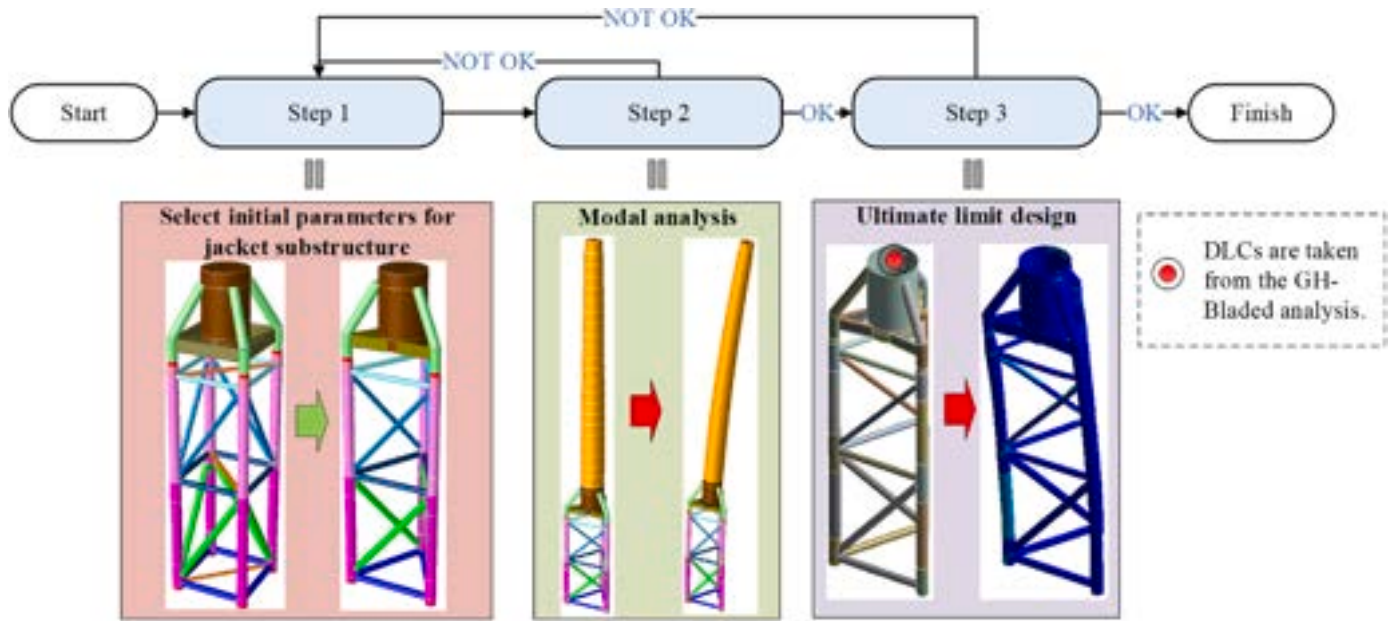 NOT OK
NOT OK
Start
Step 1
Step 2
OK
Step 3
OK
Finish
Select initial parameters for
jacket substructure
Modal analysis
Ultimate limit design
DLCs are taken
from the GH-
Bladed analysis.